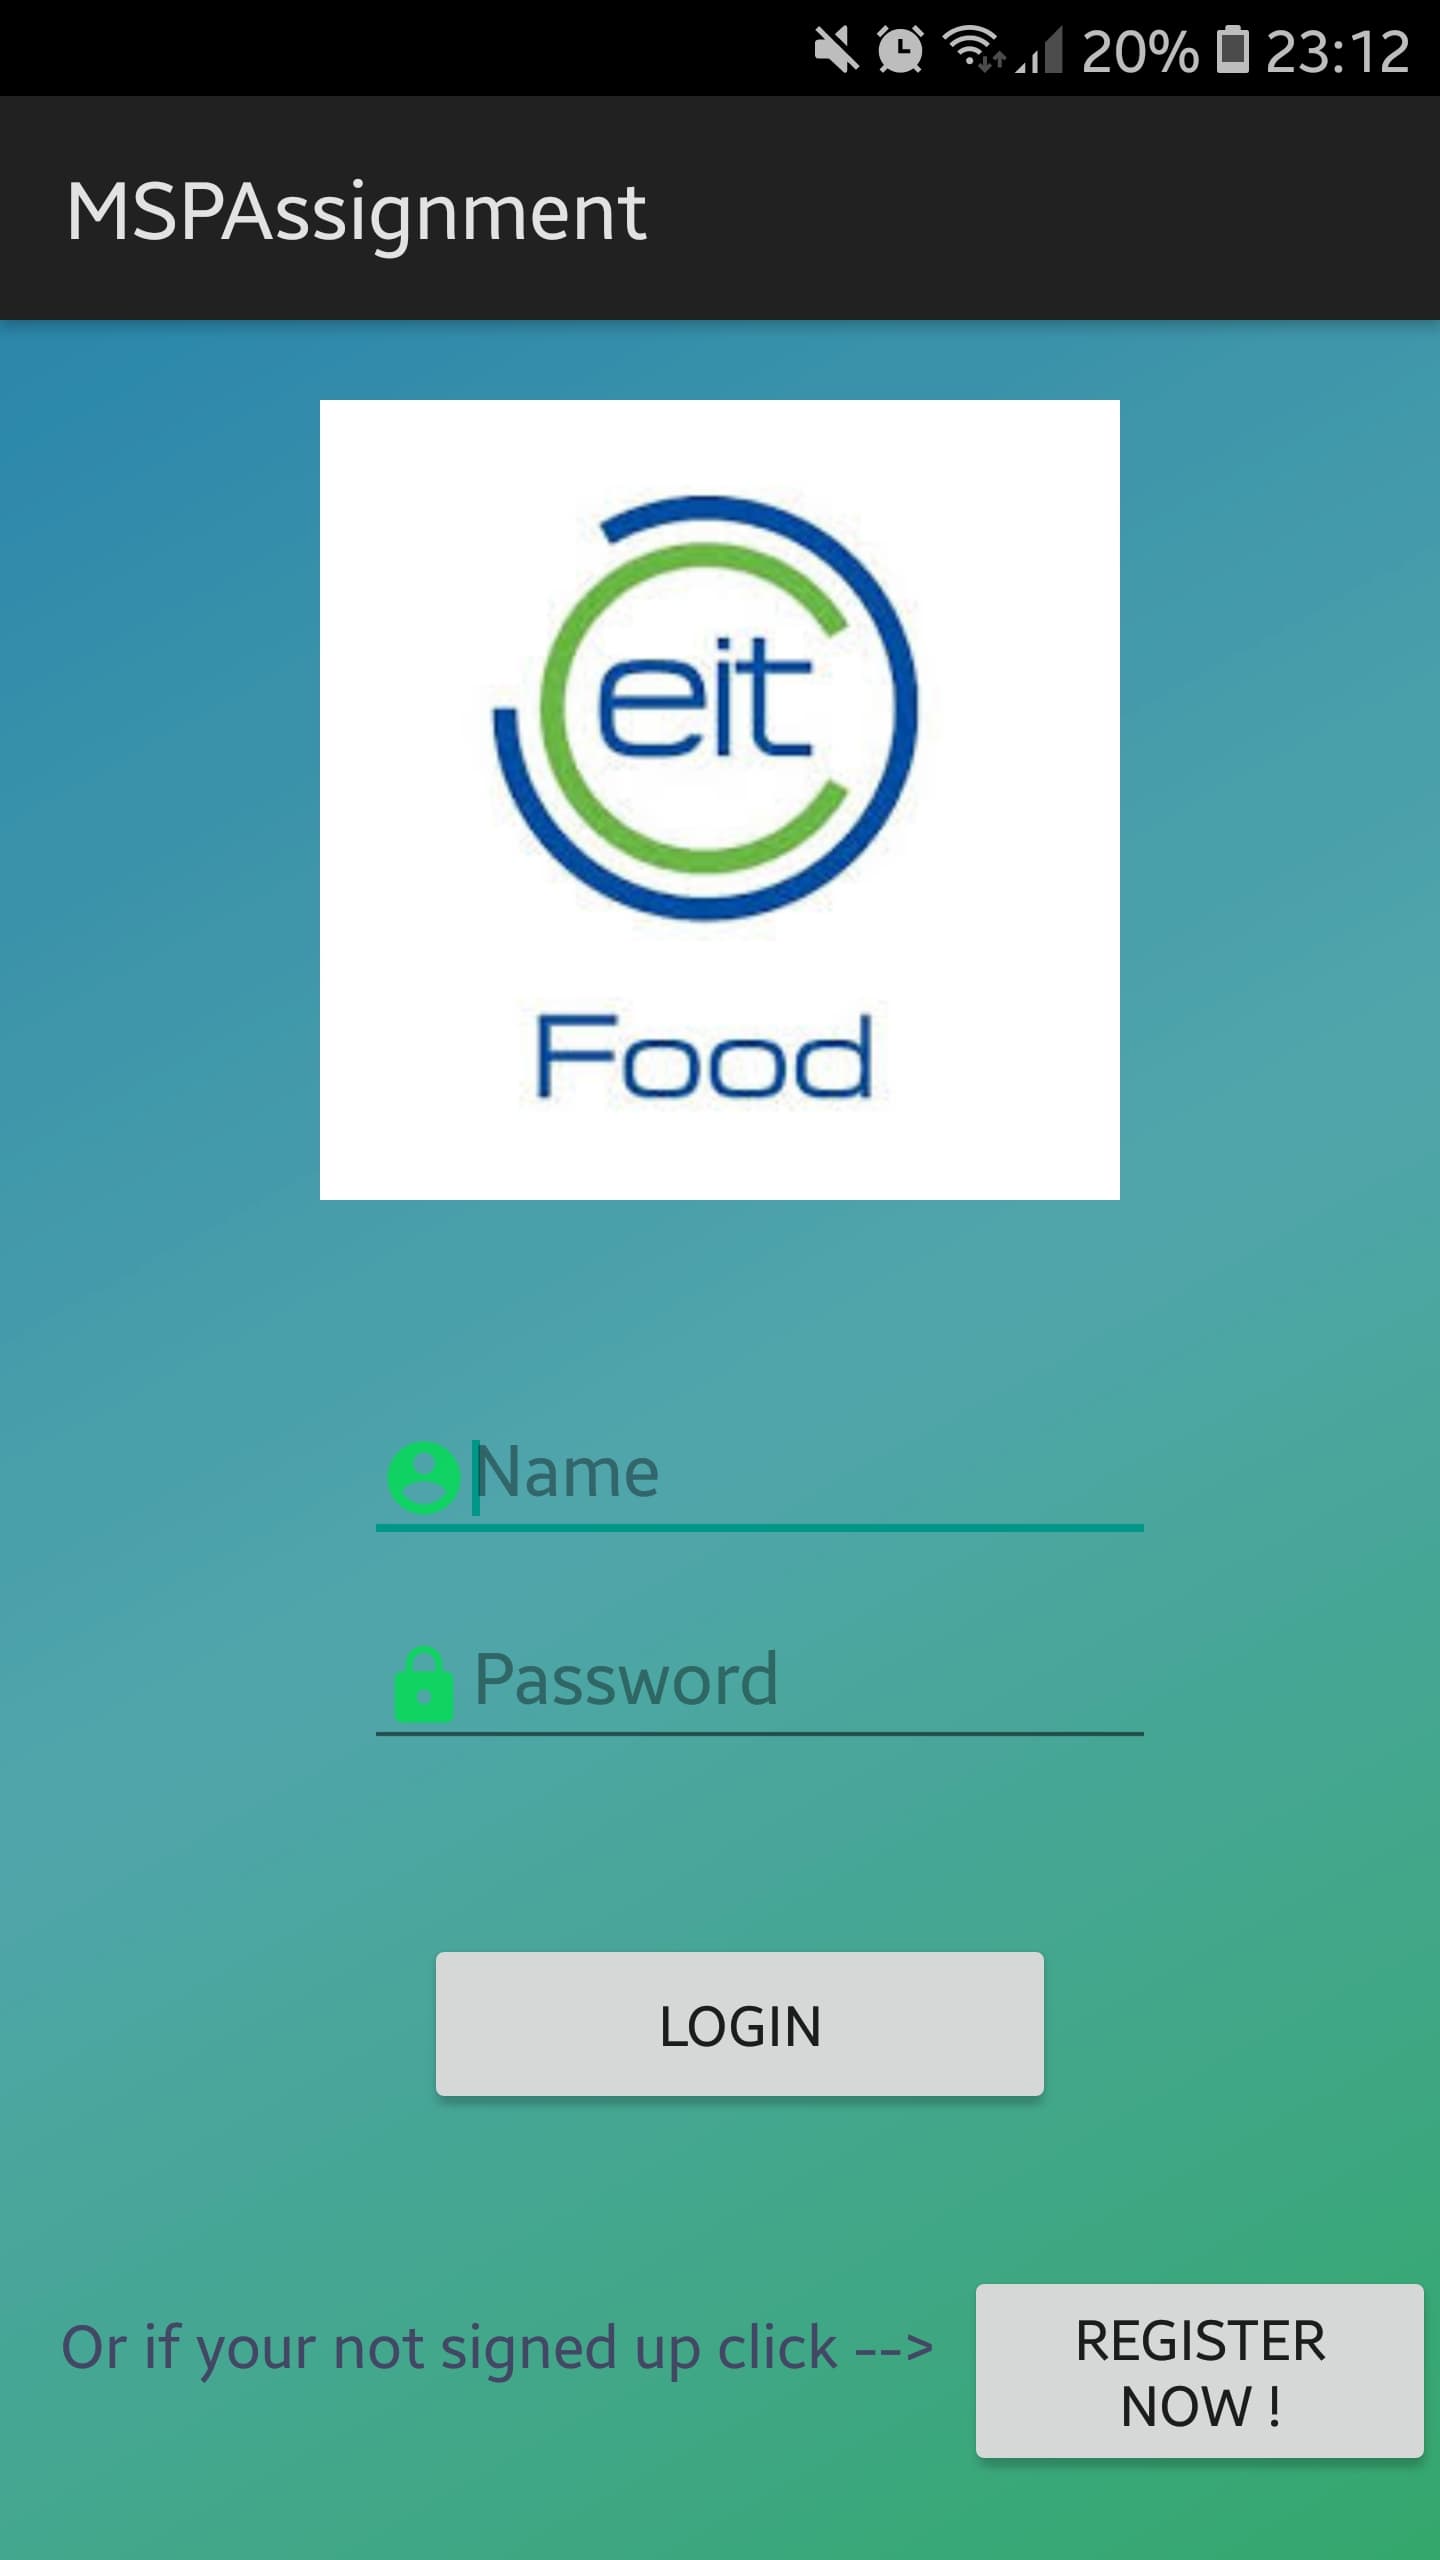 20% 23:12
MSPAssignment
eit
Food
Name
Password
LOGIN
Or if your not signed up click -->
REGISTER
NOW !